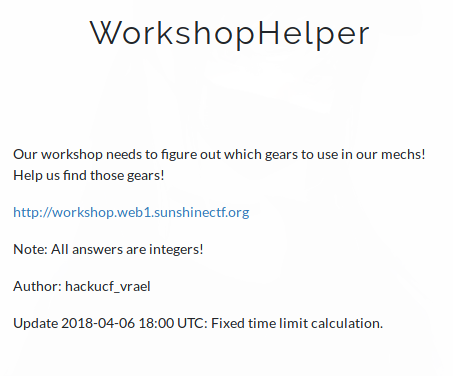 WorkshopHelper
Our workshop needs to figure out which gears to use in our mechs!
Help us find those gears!
http://workshop.web1.sunshinectf.org
Note: All answers are integers!
Author: hackucf_vrael
Update 2018-04-06 18:00 UTC: Fixed time limit calculation.